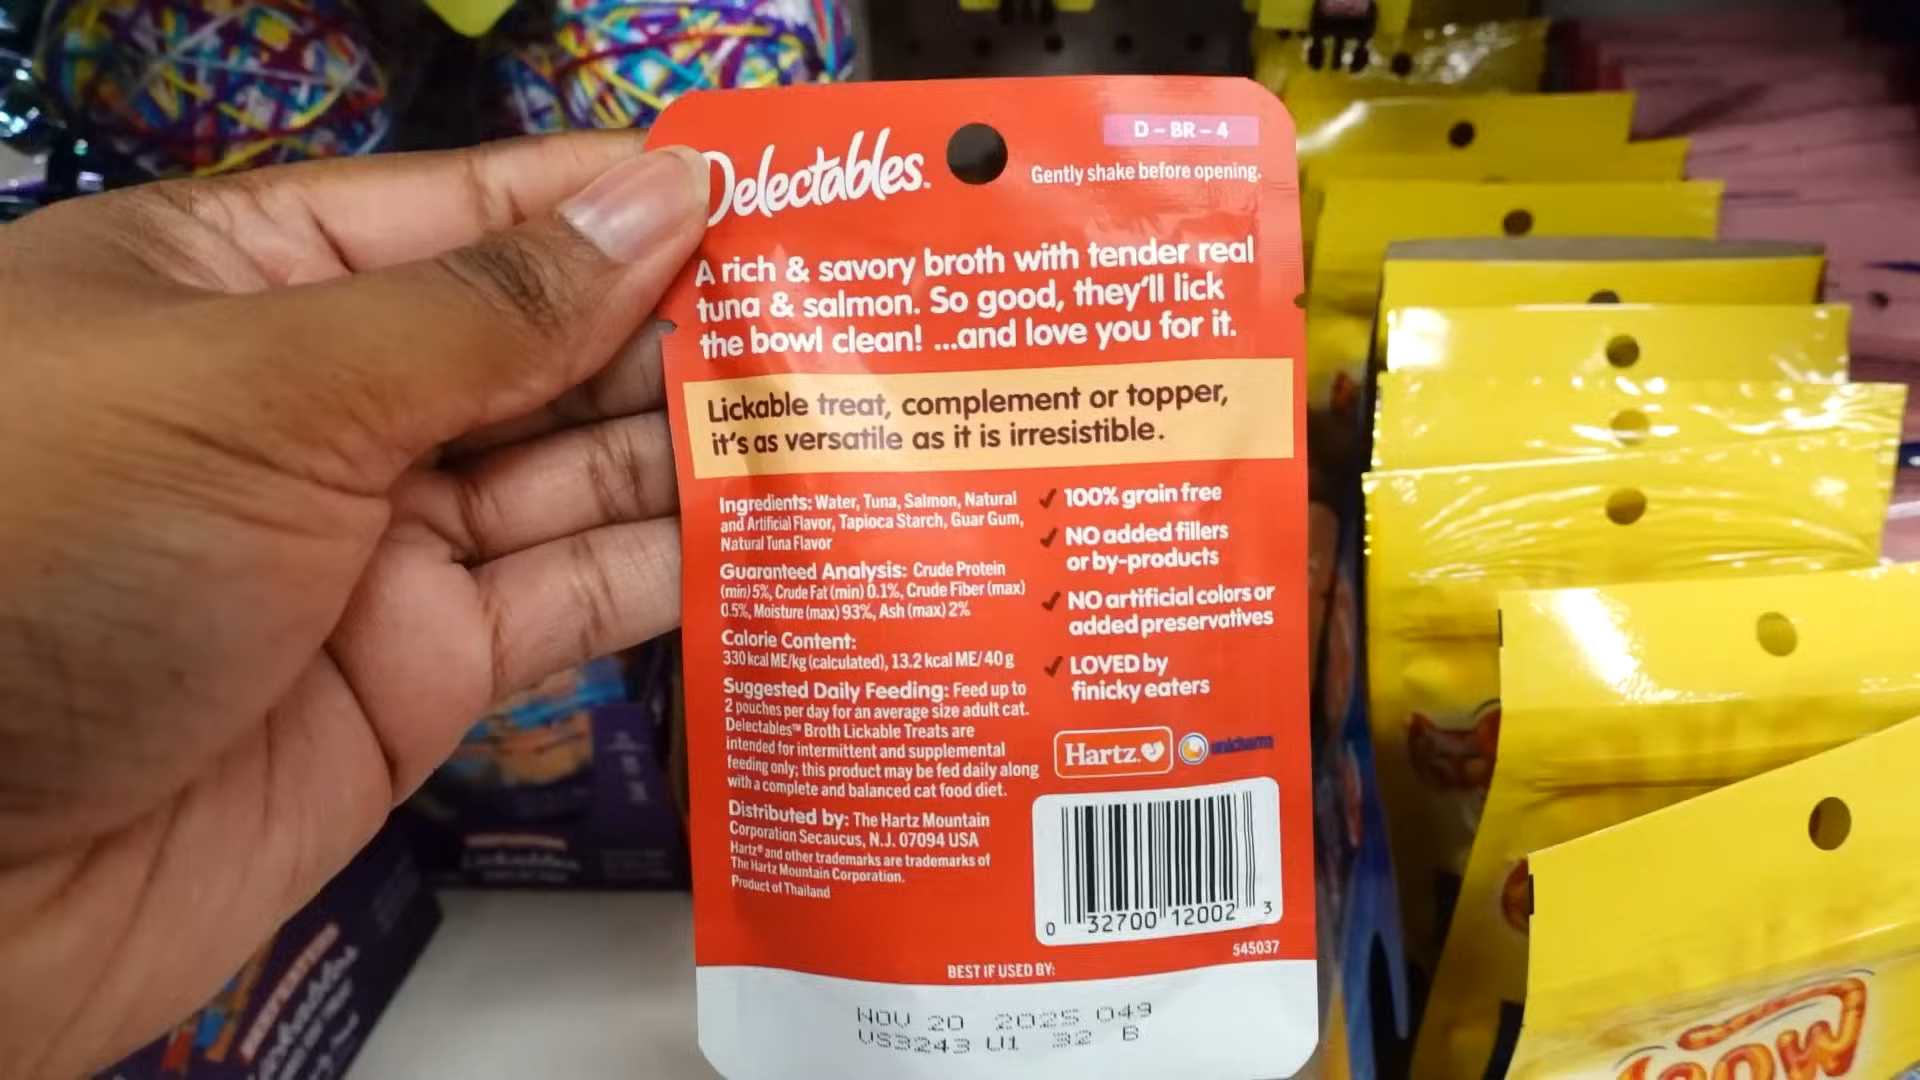 Delectables™
D – BR – 4
Gently shake before opening.
A rich & savory broth with tender real
tuna & salmon. So good, they'll lick
the bowl clean! ...and love you for it.
Lickable treat, complement or topper,
it's as versatile as it is irresistible.
Ingredients: Water, Tuna, Salmon, Natural
and Artificial Flavor, Tapioca Starch, Guar Gum,
Natural Tuna Flavor
Guaranteed Analysis: Crude Protein
(min) 5%, Crude Fat (min) 0.1%, Crude Fiber (max)
0.5%, Moisture (max) 93%, Ash (max) 2%
Calorie Content:
330 kcal ME/kg (calculated), 13.2 kcal ME/40 g
Suggested Daily Feeding: Feed up to
2 pouches per day for an average size adult cat.
Delectables™ Broth Lickable Treats are
intended for intermittent and supplemental
feeding only; this product may be fed daily along
with a complete and balanced cat food diet.
Distributed by: The Hartz Mountain
Corporation Secaucus, N.J. 07094 USA
Hartz® and other trademarks are trademarks of
The Hartz Mountain Corporation.
Product of Thailand
✓ 100% grain free
✓ NO added fillers
or by-products
✓ NO artificial colors or
added preservatives
✓ LOVED by
finicky eaters
Hartz.
unicharm
0 32700 12002 3
545037
BEST IF USED BY:
NOV 20 2025 049
US3243 U1 32 B